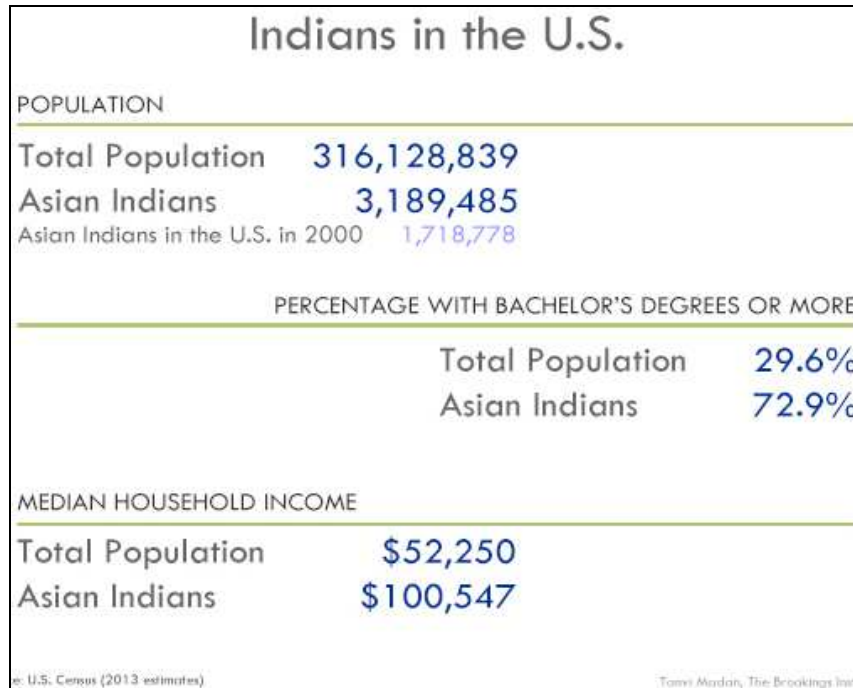 Indians in the U.S.
POPULATION
Total Population 316,128,839
Asian Indians 3,189,485
Asian Indians in the U.S. in 2000 1,718,778
PERCENTAGE WITH BACHELOR'S DEGREES OR MORE
Total Population 29.6%
Asian Indians 72.9%
MEDIAN HOUSEHOLD INCOME
Total Population $52,250
Asian Indians $100,547
e: U.S. Census (2013 estimates)
Tanvi Madan, The Brookings